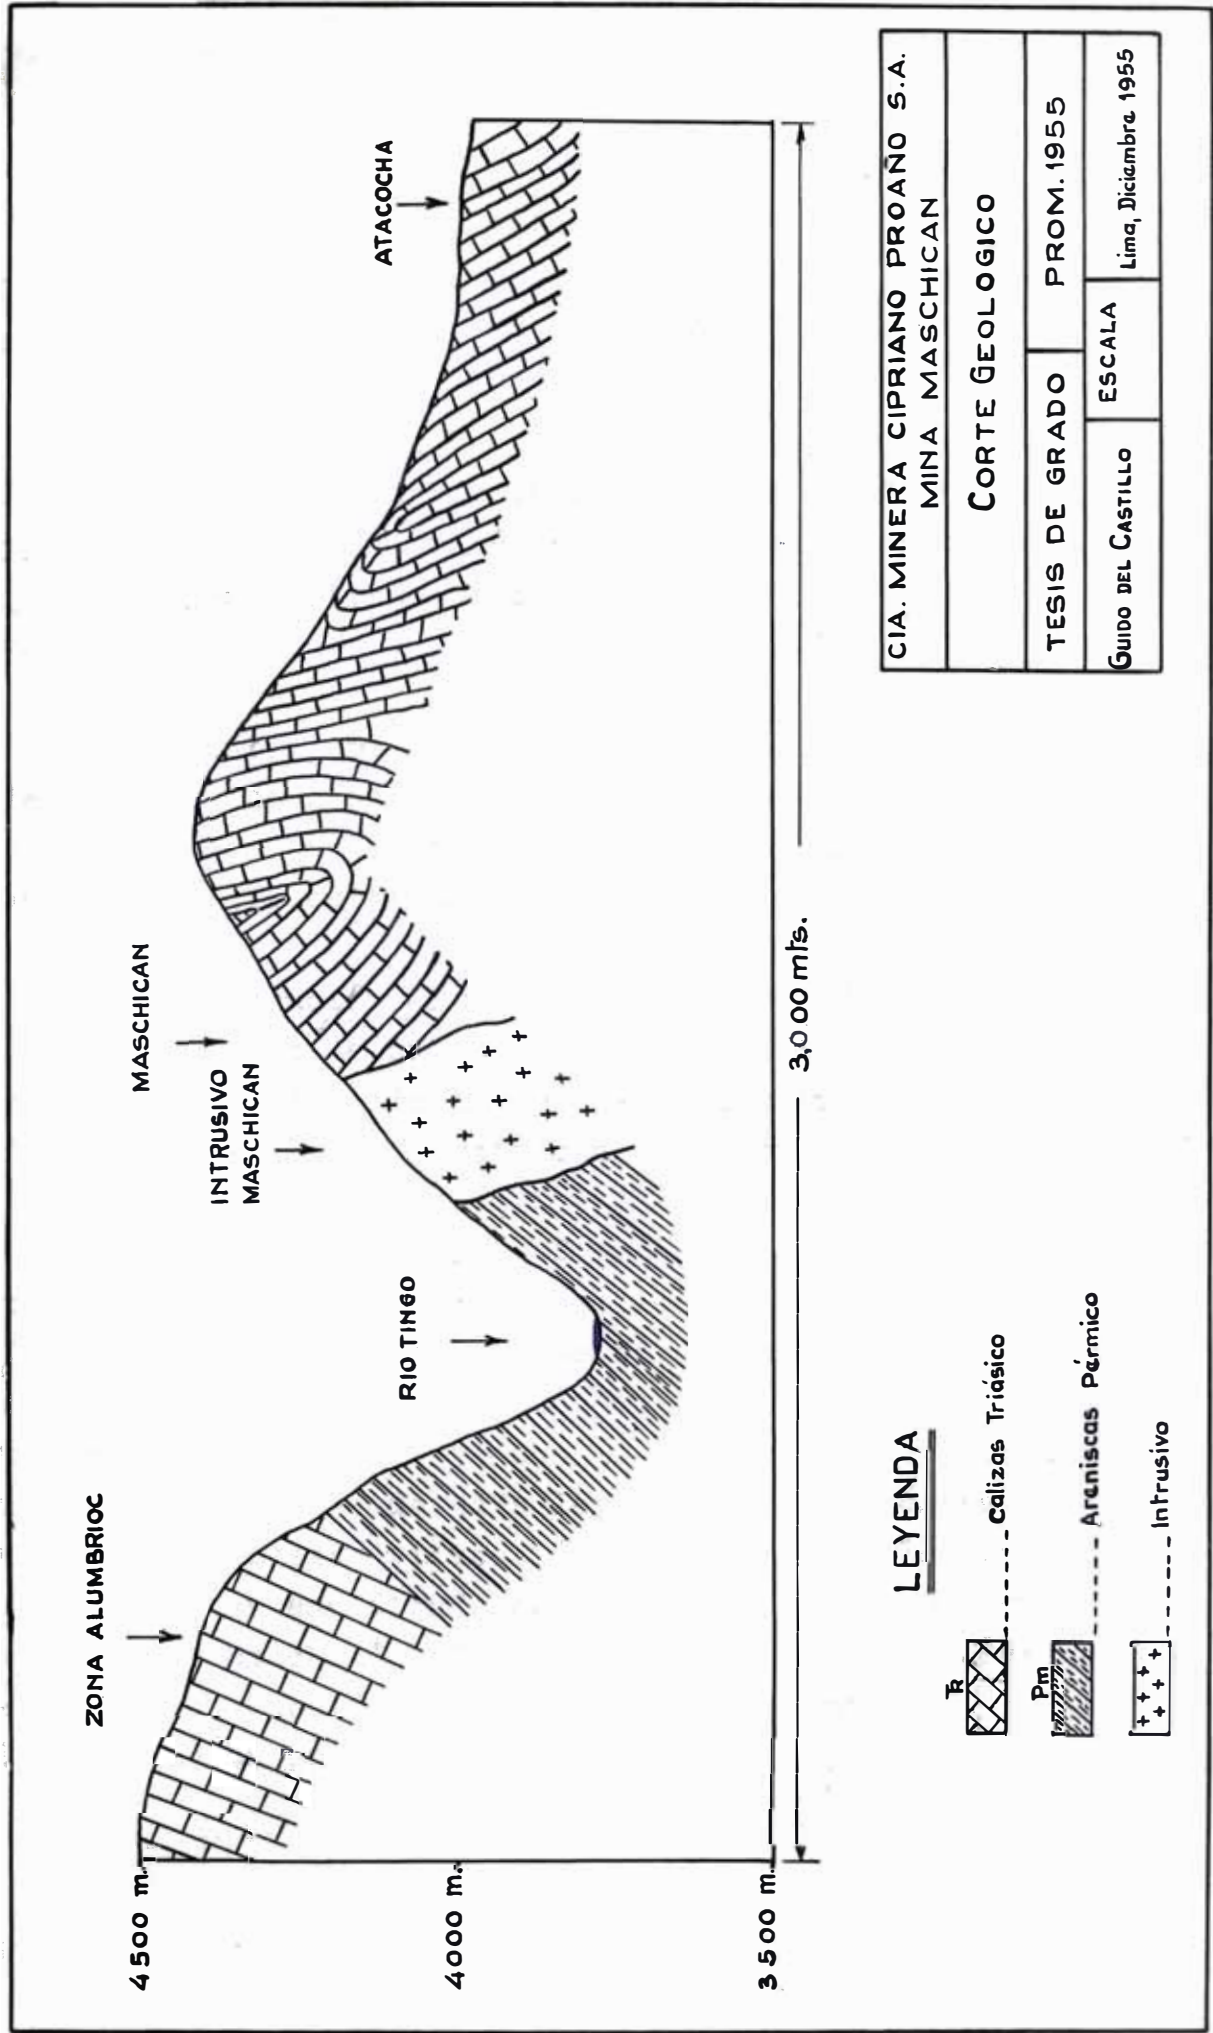 ZONA ALUMBRIOC
RIO TINGO
INTRUSIVO
MASCHICAN
MASCHICAN
ATACOCHA
4500 m.
4000 m.
3500 m.
3,000 mts.
LEYENDA
TR
Calizas Triásico
Pm
Areniscas Pérmico
Intrusivo
CIA. MINERA CIPRIANO PROANO S.A.
MINA MASCHICAN
CORTE GEOLOGICO
TESIS DE GRADO
PROM. 1955
GUIDO DEL CASTILLO
ESCALA
Lima, Diciembre 1955